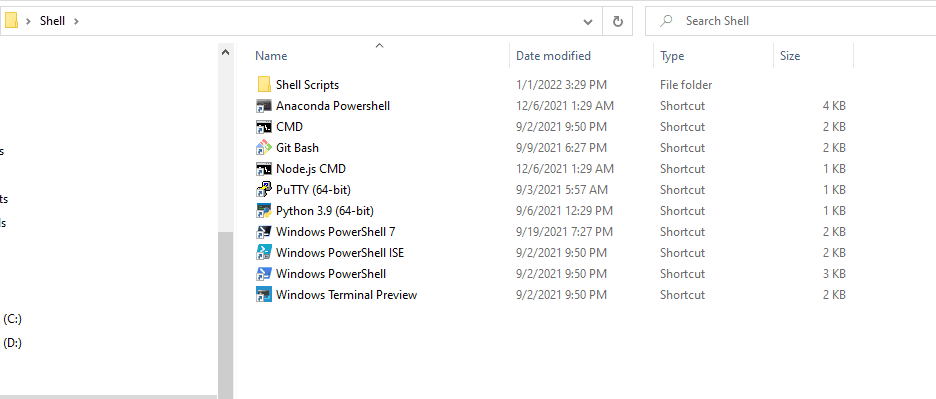 Shell
Search Shell
Name Date modified Type Size
Shell Scripts 1/1/2022 3:29 PM File folder
Anaconda Powershell 12/6/2021 1:29 AM Shortcut 4 KB
CMD 9/2/2021 9:50 PM Shortcut 2 KB
Git Bash 9/9/2021 6:27 PM Shortcut 2 KB
Node.js CMD 12/6/2021 1:29 AM Shortcut 1 KB
PuTTY (64-bit) 9/3/2021 5:57 AM Shortcut 1 KB
Python 3.9 (64-bit) 9/6/2021 12:29 PM Shortcut 1 KB
Windows PowerShell 7 9/19/2021 7:27 PM Shortcut 2 KB
Windows PowerShell ISE 9/2/2021 9:50 PM Shortcut 2 KB
Windows PowerShell 9/2/2021 9:50 PM Shortcut 3 KB
Windows Terminal Preview 9/2/2021 9:50 PM Shortcut 2 KB
(C:)
(D:)